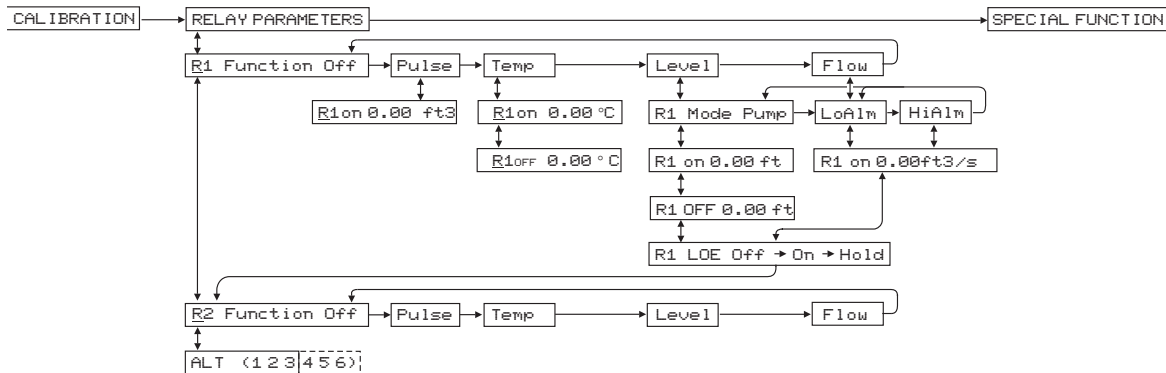 CALIBRATION RELAY PARAMETERS SPECIAL FUNCTION
R1 Function Off Pulse Temp Level Flow
R1on 0.00 ft3 R1on 0.00 °C R1 Mode Pump LoAlm HiAlm
R1OFF 0.00 °C R1 on 0.00 ft R1 on 0.00ft3/s
R1 OFF 0.00 ft
R1 LOE Off → On → Hold
R2 Function Off Pulse Temp Level Flow
ALT (1 2 3 4 5 6)